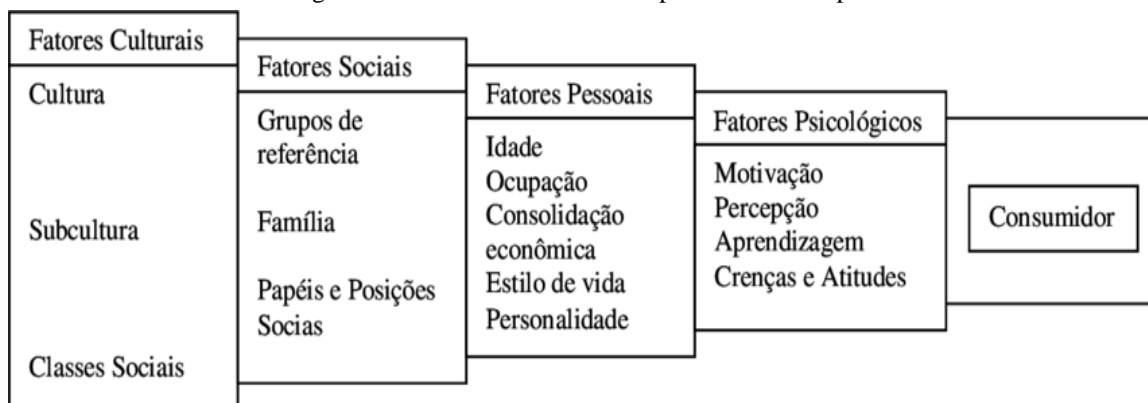 Fatores Culturais
Cultura
Subcultura
Classes Sociais
Fatores Sociais
Grupos de
referência
Família
Papéis e Posições
Socias
Fatores Pessoais
Idade
Ocupação
Consolidação
econômica
Estilo de vida
Personalidade
Fatores Psicológicos
Motivação
Percepção
Aprendizagem
Crenças e Atitudes
Consumidor